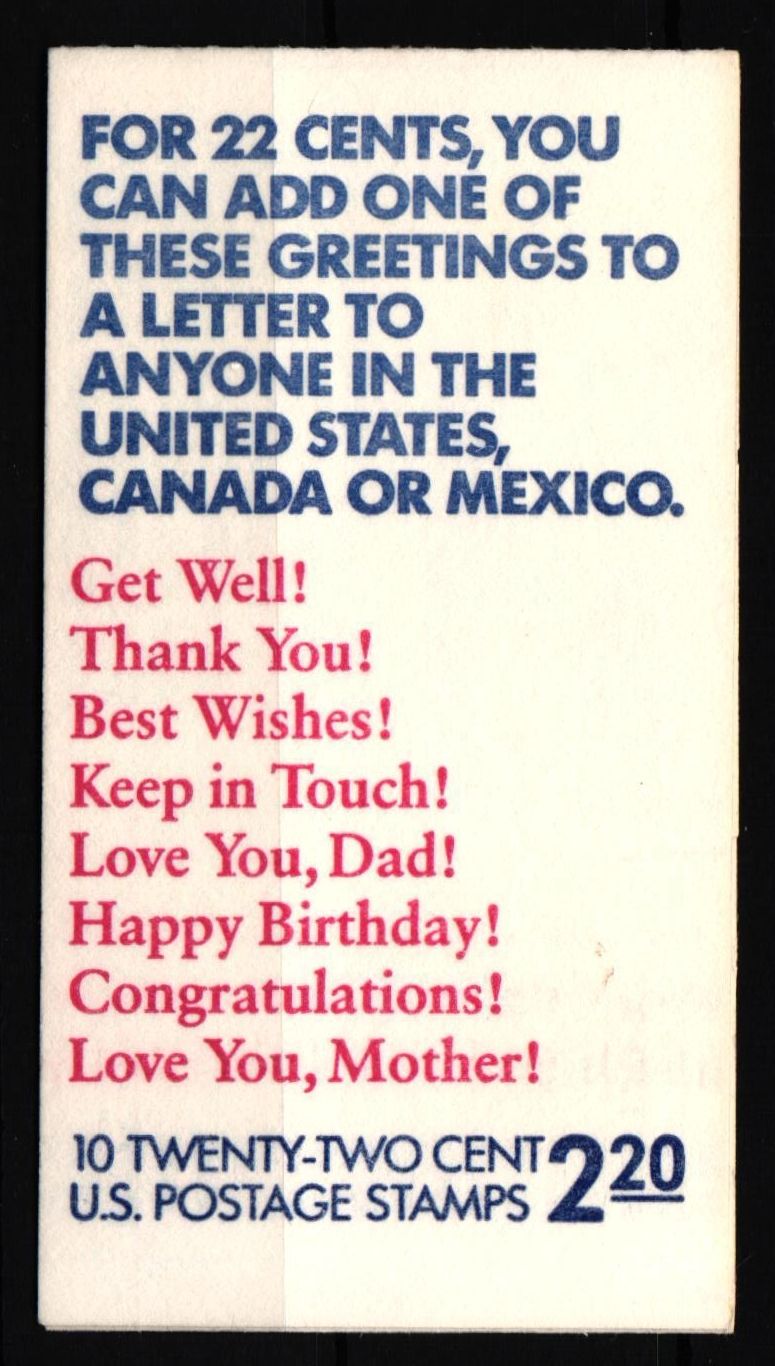 FOR 22 CENTS, YOU
CAN ADD ONE OF
THESE GREETINGS TO
A LETTER TO
ANYONE IN THE
UNITED STATES,
CANADA OR MEXICO.
Get Well!
Thank You!
Best Wishes!
Keep in Touch!
Love You, Dad!
Happy Birthday!
Congratulations!
Love You, Mother!
10 TWENTY-TWO CENT 2 20
U.S. POSTAGE STAMPS